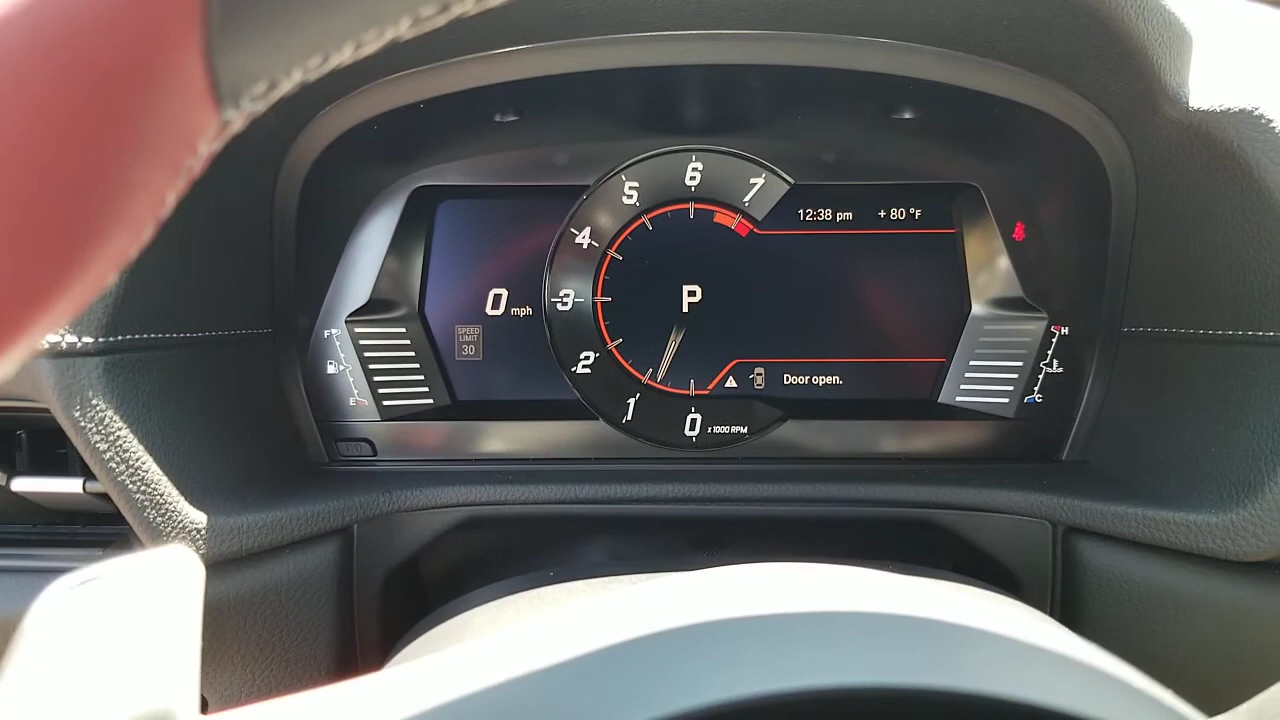 12:38 pm
+ 80 °F
7
6
5
4
3
2
1
0
x 1000 RPM
P
0 mph
SPEED
LIMIT
30
Door open.
F
E
H
C